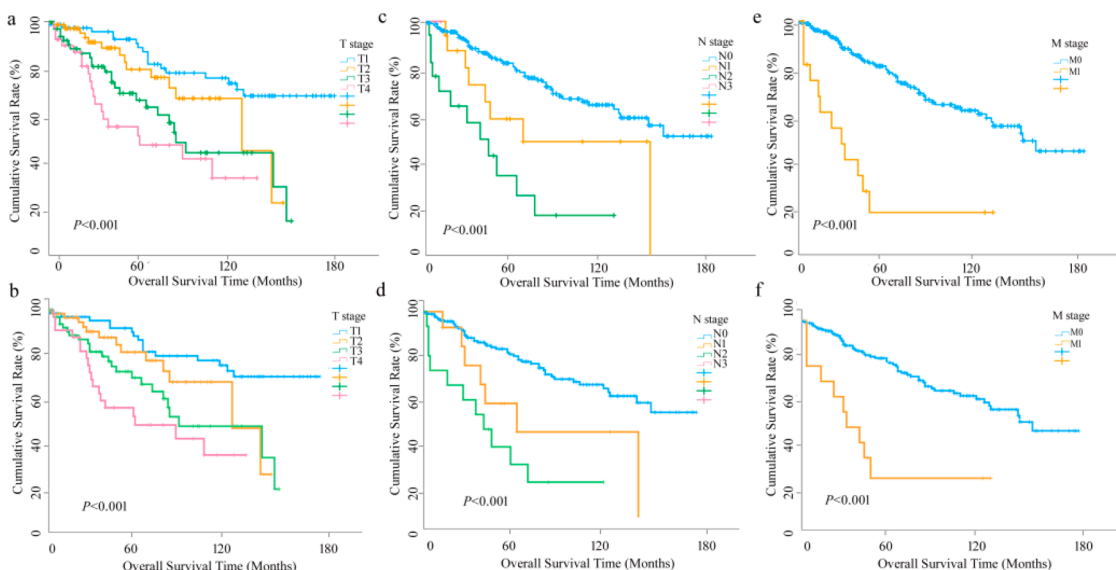 a
Cumulative Survival Rate (%)
100
80
60
40
20
0
T stage
T1
T2
T3
T4
P<0.001
0 60 120 180
Overall Survival Time (Months)
c
Cumulative Survival Rate (%)
100
80
60
40
20
0
N stage
N0
N1
N2
N3
P<0.001
0 60 120 180
Overall Survival Time (Months)
e
Cumulative Survival Rate (%)
100
80
60
40
20
0
M stage
M0
M1
P<0.001
0 60 120 180
Overall Survival Time (Months)
b
Cumulative Survival Rate (%)
100
80
60
40
20
0
T stage
T1
T2
T3
T4
P<0.001
0 60 120 180
Overall Survival Time (Months)
d
Cumulative Survival Rate (%)
100
80
60
40
20
0
N stage
N0
N1
N2
N3
P<0.001
0 60 120 180
Overall Survival Time (Months)
f
Cumulative Survival Rate (%)
100
80
60
40
20
0
M stage
M0
M1
P<0.001
0 60 120 180
Overall Survival Time (Months)